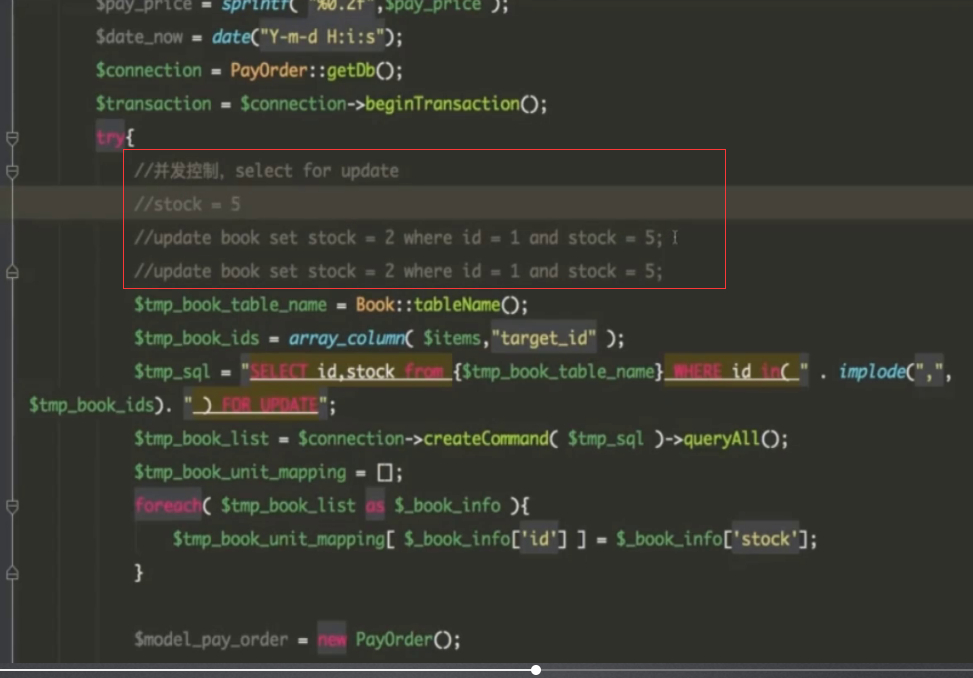 $pay_price = sprintf( "%0.2f",$pay_price );
$date_now = date("Y-m-d H:i:s");
$connection = PayOrder::getDb();
$transaction = $connection->beginTransaction();
try{
//并发控制, select for update
//stock = 5
//update book set stock = 2 where id = 1 and stock = 5;
//update book set stock = 2 where id = 1 and stock = 5;
$tmp_book_table_name = Book::tableName();
$tmp_book_ids = array_column( $items,"target_id" );
$tmp_sql = "SELECT id,stock from {$tmp_book_table_name} WHERE id in( " . implode(",",
$tmp_book_ids). " ) FOR UPDATE";
$tmp_book_list = $connection->createCommand( $tmp_sql )->queryAll();
$tmp_book_unit_mapping = [];
foreach( $tmp_book_list as $_book_info ){
$tmp_book_unit_mapping[ $_book_info['id'] ] = $_book_info['stock'];
}
$model_pay_order = new PayOrder();